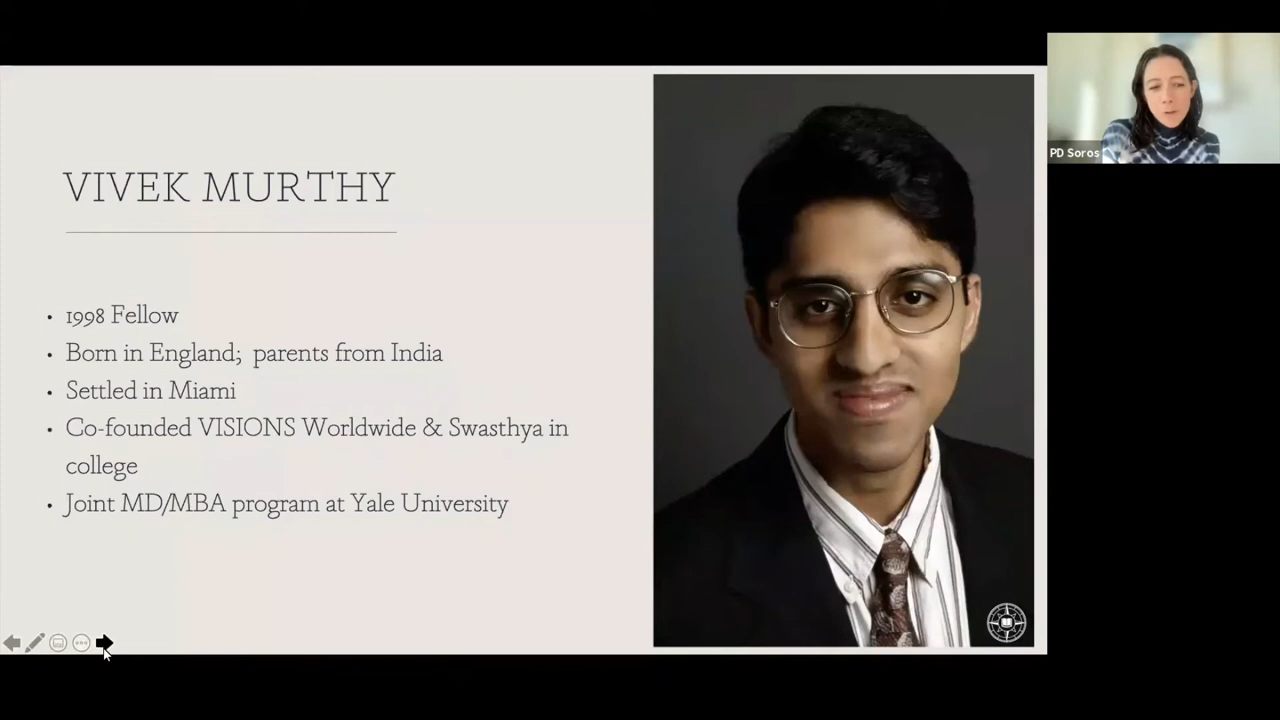 VIVEK MURTHY
• 1998 Fellow
• Born in England;  parents from India
• Settled in Miami
• Co-founded VISIONS Worldwide & Swasthya in
college
• Joint MD/MBA program at Yale University
PD Soros